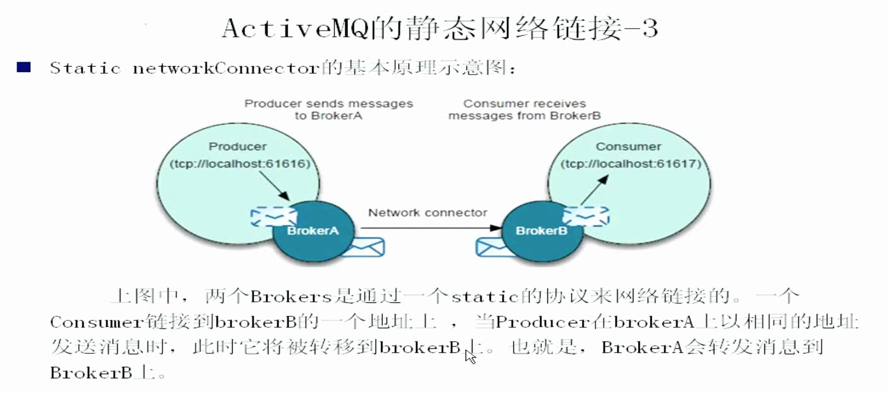 ActiveMQ的静态网络链接-3
Static networkConnector的基本原理示意图：
Producer sends messages
to BrokerA
Consumer receives
messages from BrokerB
Producer
(tcp://localhost:61616)
Consumer
(tcp://localhost:61617)
Network connector
BrokerA
BrokerB
上图中，两个Brokers是通过一个static的协议来网络链接的。一个
Consumer链接到brokerB的一个地址上 ，当Producer在brokerA上以相同的地址
发送消息时，此时它将被转移到brokerB上。也就是，BrokerA会转发消息到
BrokerB上。